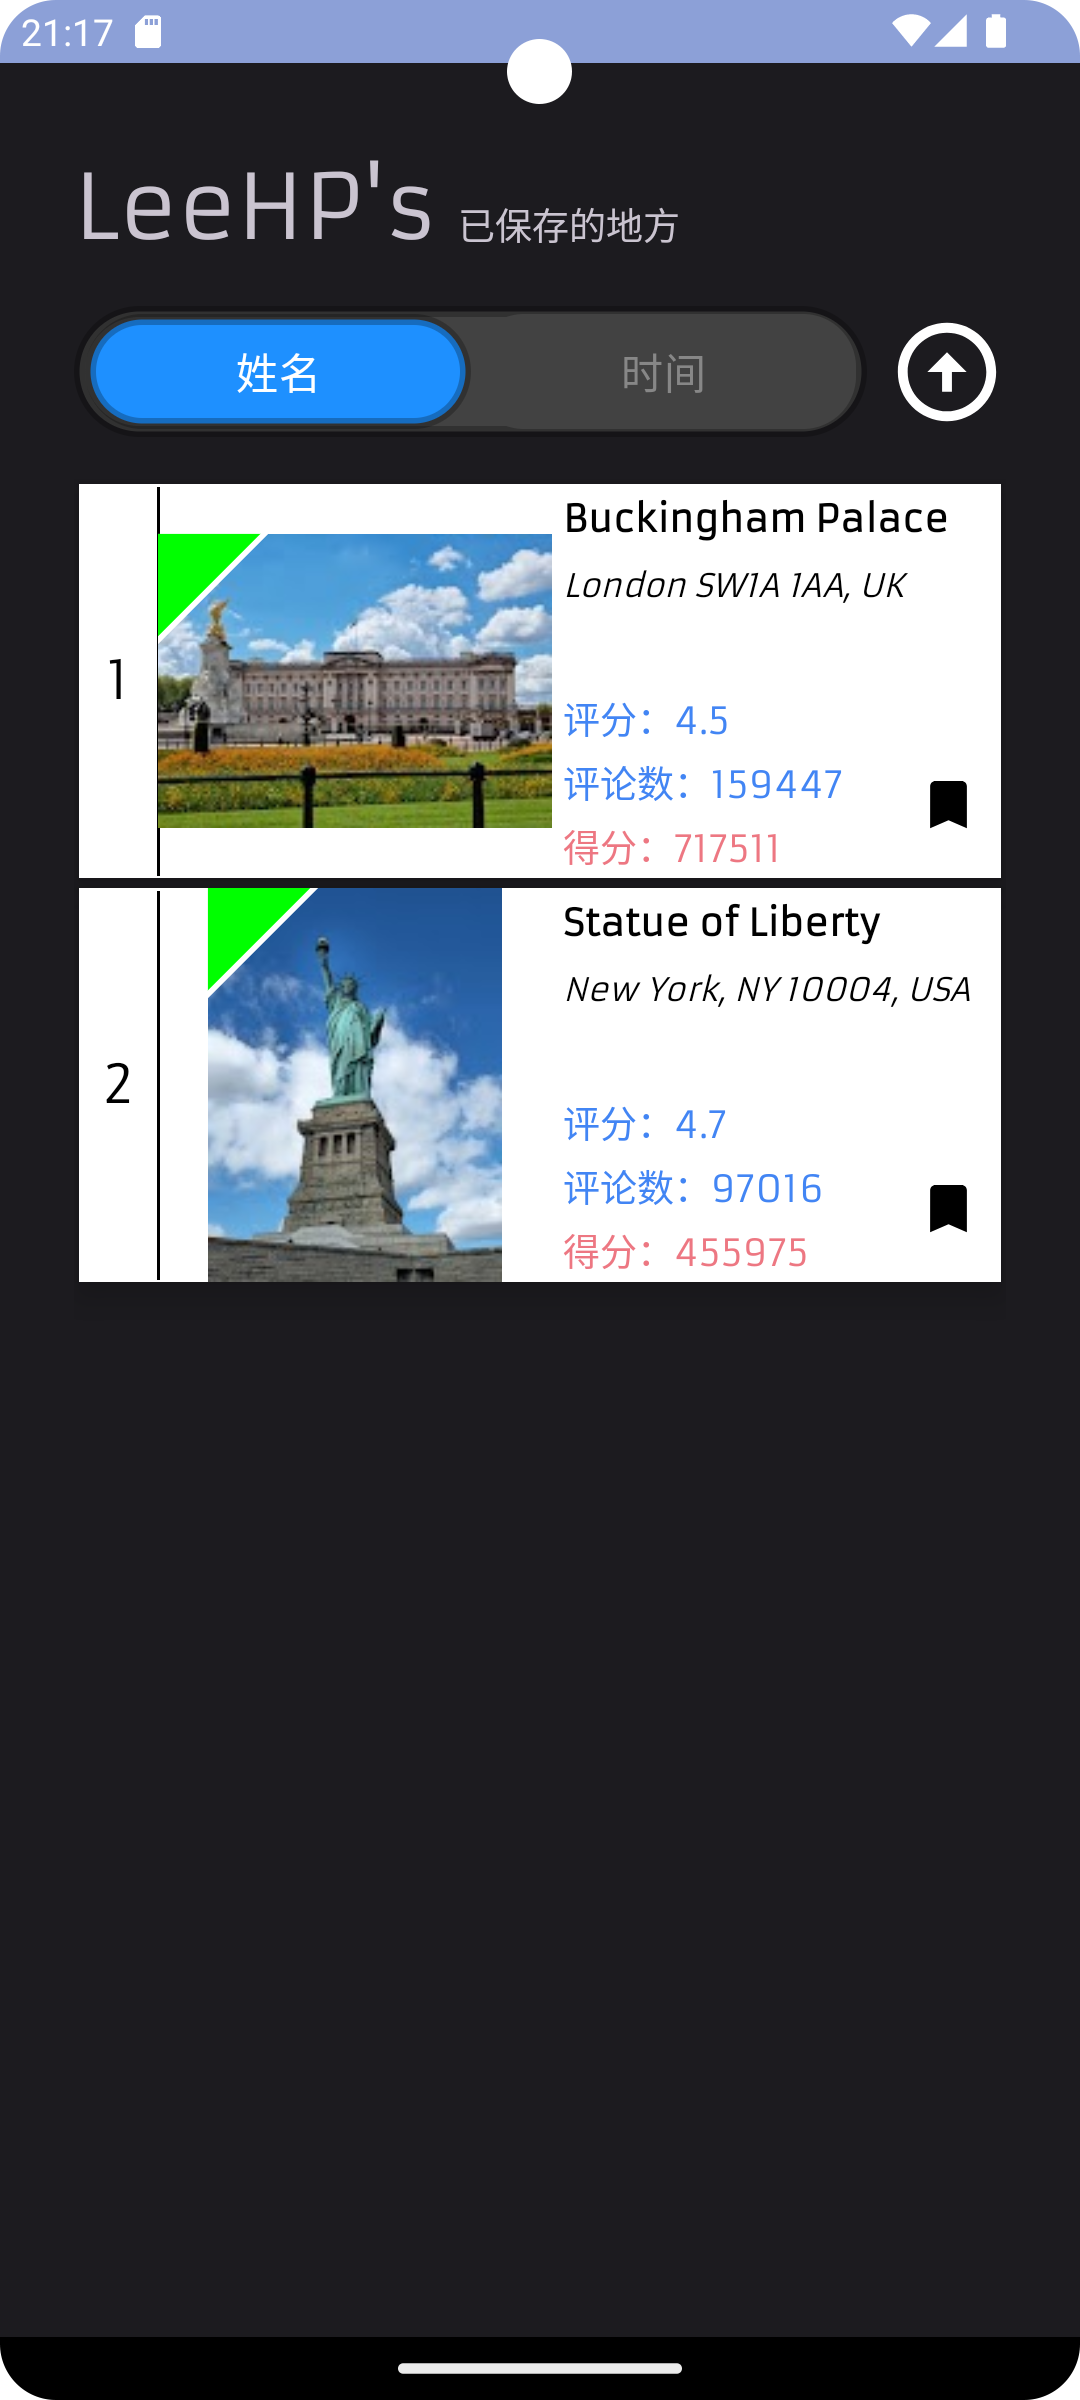 21:17
LeeHP's 已保存的地方
姓名 时间
1
Buckingham Palace
London SW1A 1AA, UK
评分：4.5
评论数：159447
得分：717511
2
Statue of Liberty
New York, NY 10004, USA
评分：4.7
评论数：97016
得分：455975